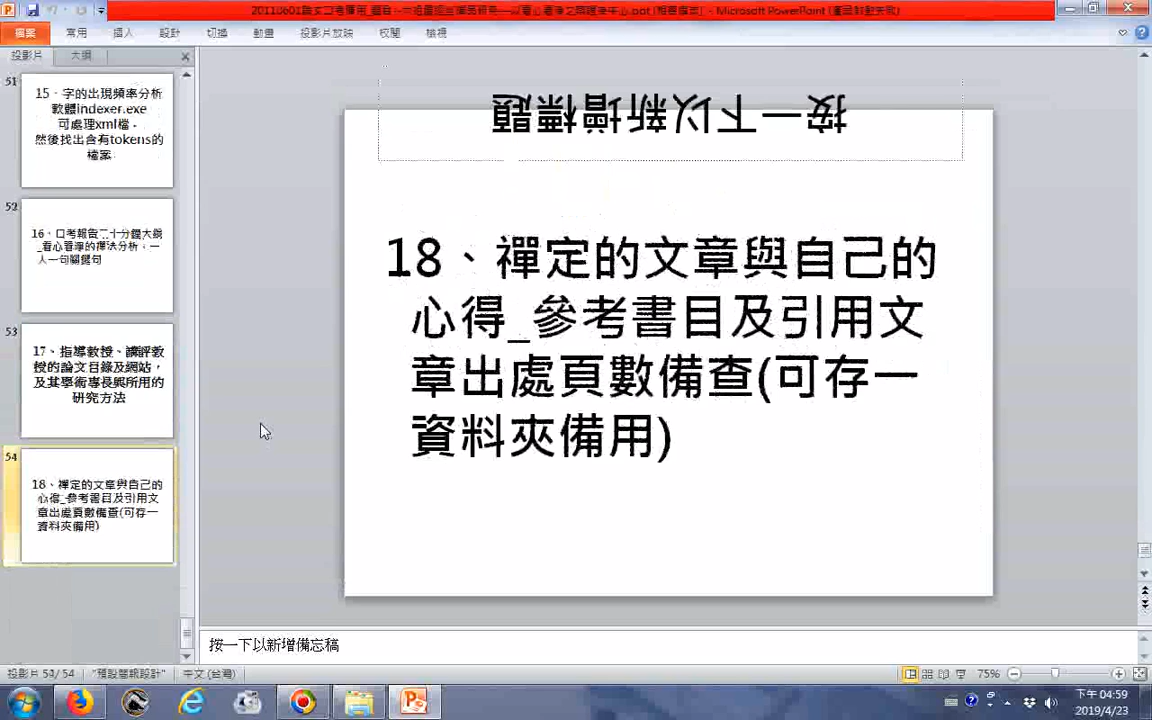 Microsoft PowerPoint
檔案 常用 插入 設計 切換 動畫 投影片放映 校閱 檢視
投影片 大綱
51
15、字的出現頻率分析
軟體indexer.exe
可處理xml檔，
然後找出含有tokens的
檔案
52
16、口考報告二十分鐘大綱
_看心看淨的禪法分析，一
人一句關鍵句
53
17、指導教授、講評教
授的論文目錄及網站，
及其學術專長與所用的
研究方法
54
18、禪定的文章與自己的
心得_參考書目及引用文
章出處頁數備查(可存一
資料夾備用)
按一下以新增標題
18、禪定的文章與自己的
心得_參考書目及引用文
章出處頁數備查(可存一
資料夾備用)
按一下以新增備忘稿
投影片 54/54 "預設簡報設計" 中文 (台灣) 75%
下午 04:59
2019/4/23